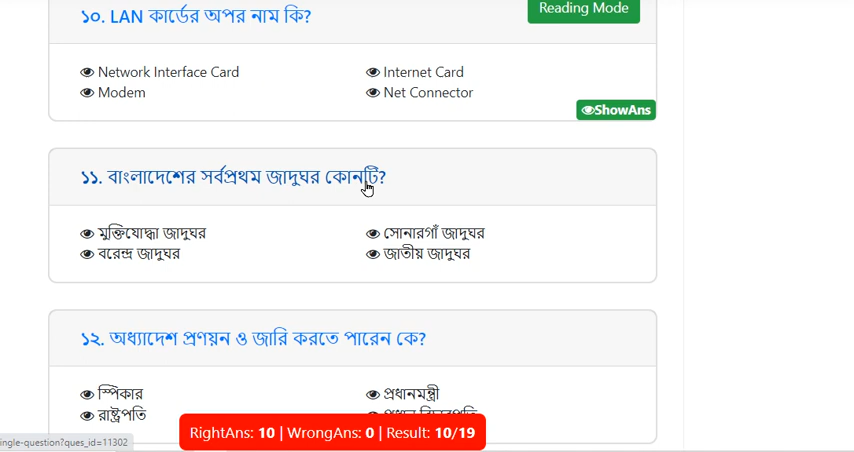 ১০. LAN কার্ডের অপর নাম কি?
Reading Mode
Network Interface Card
Internet Card
Modem
Net Connector
ShowAns
১১. বাংলাদেশের সর্বপ্রথম জাদুঘর কোনটি?
মুক্তিযোদ্ধা জাদুঘর
সোনারগাঁ জাদুঘর
বরেন্দ্র জাদুঘর
জাতীয় জাদুঘর
১২. অধ্যাদেশ প্রণয়ন ও জারি করতে পারেন কে?
স্পিকার
প্রধানমন্ত্রী
রাষ্ট্রপতি
RightAns: 10 | WrongAns: 0 | Result: 10/19
ingle-question?ques_id=11302